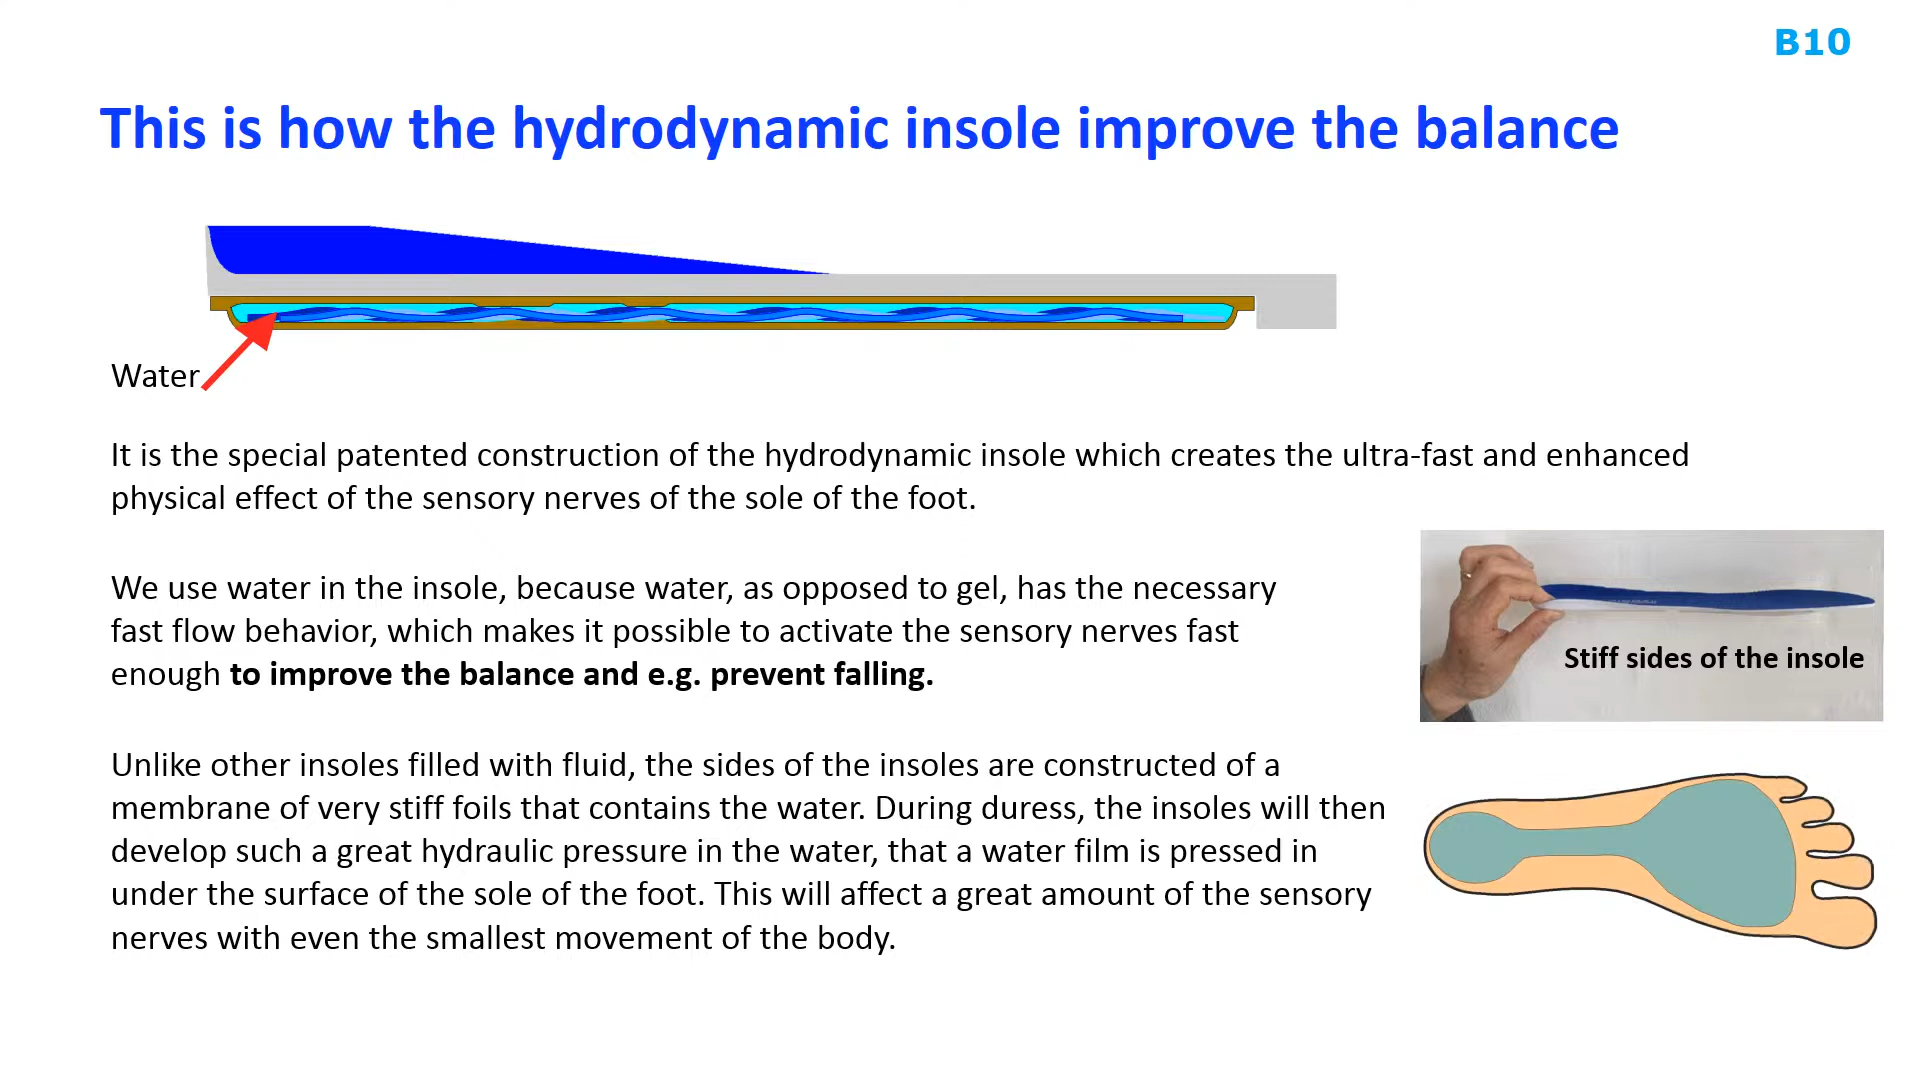 B10
This is how the hydrodynamic insole improve the balance
Water
It is the special patented construction of the hydrodynamic insole which creates the ultra-fast and enhanced
physical effect of the sensory nerves of the sole of the foot.
We use water in the insole, because water, as opposed to gel, has the necessary
fast flow behavior, which makes it possible to activate the sensory nerves fast
enough to improve the balance and e.g. prevent falling.
Stiff sides of the insole
Unlike other insoles filled with fluid, the sides of the insoles are constructed of a
membrane of very stiff foils that contains the water. During duress, the insoles will then
develop such a great hydraulic pressure in the water, that a water film is pressed in
under the surface of the sole of the foot. This will affect a great amount of the sensory
nerves with even the smallest movement of the body.